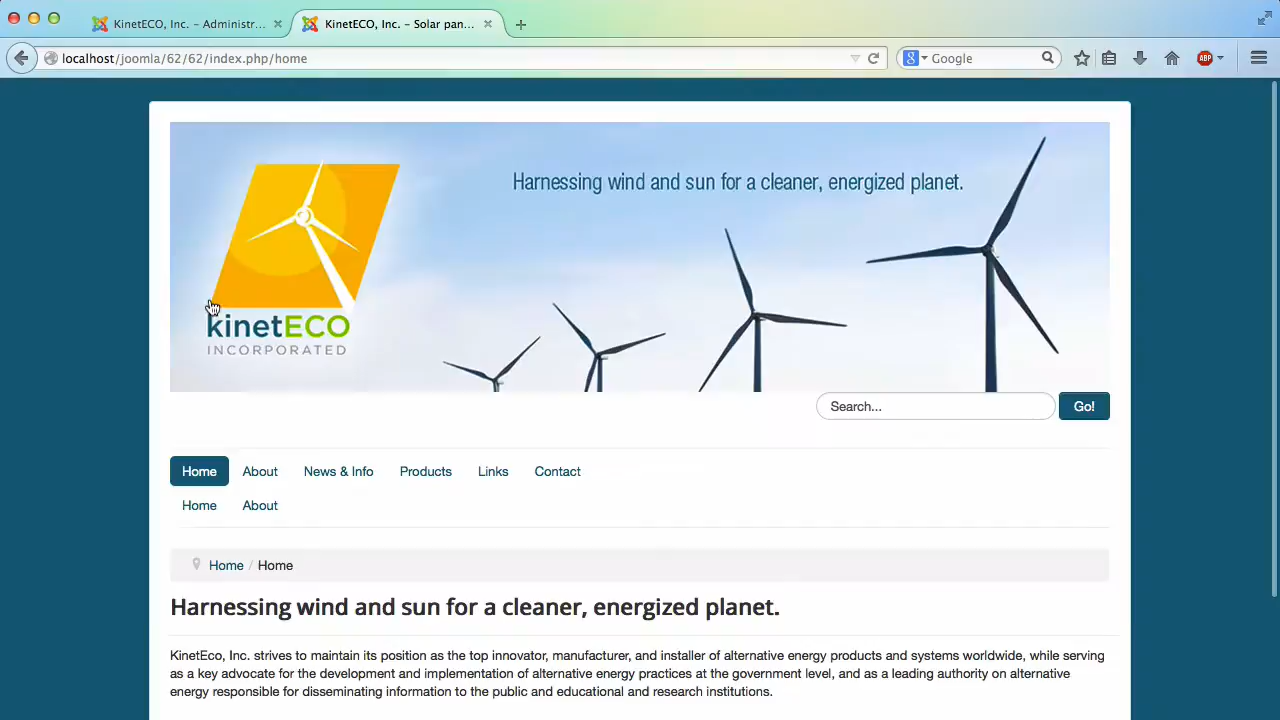 KinetECO, Inc. - Administr...
KinetECO, Inc. - Solar pan...
localhost/joomla/62/62/index.php/home
Google
ABP
Harnessing wind and sun for a cleaner, energized planet.
kinetECO
INCORPORATED
Search...
Go!
Home About News & Info Products Links Contact
Home About
Home / Home
Harnessing wind and sun for a cleaner, energized planet.
KinetEco, Inc. strives to maintain its position as the top innovator, manufacturer, and installer of alternative energy products and systems worldwide, while serving
as a key advocate for the development and implementation of alternative energy practices at the government level, and as a leading authority on alternative
energy responsible for disseminating information to the public and educational and research institutions.